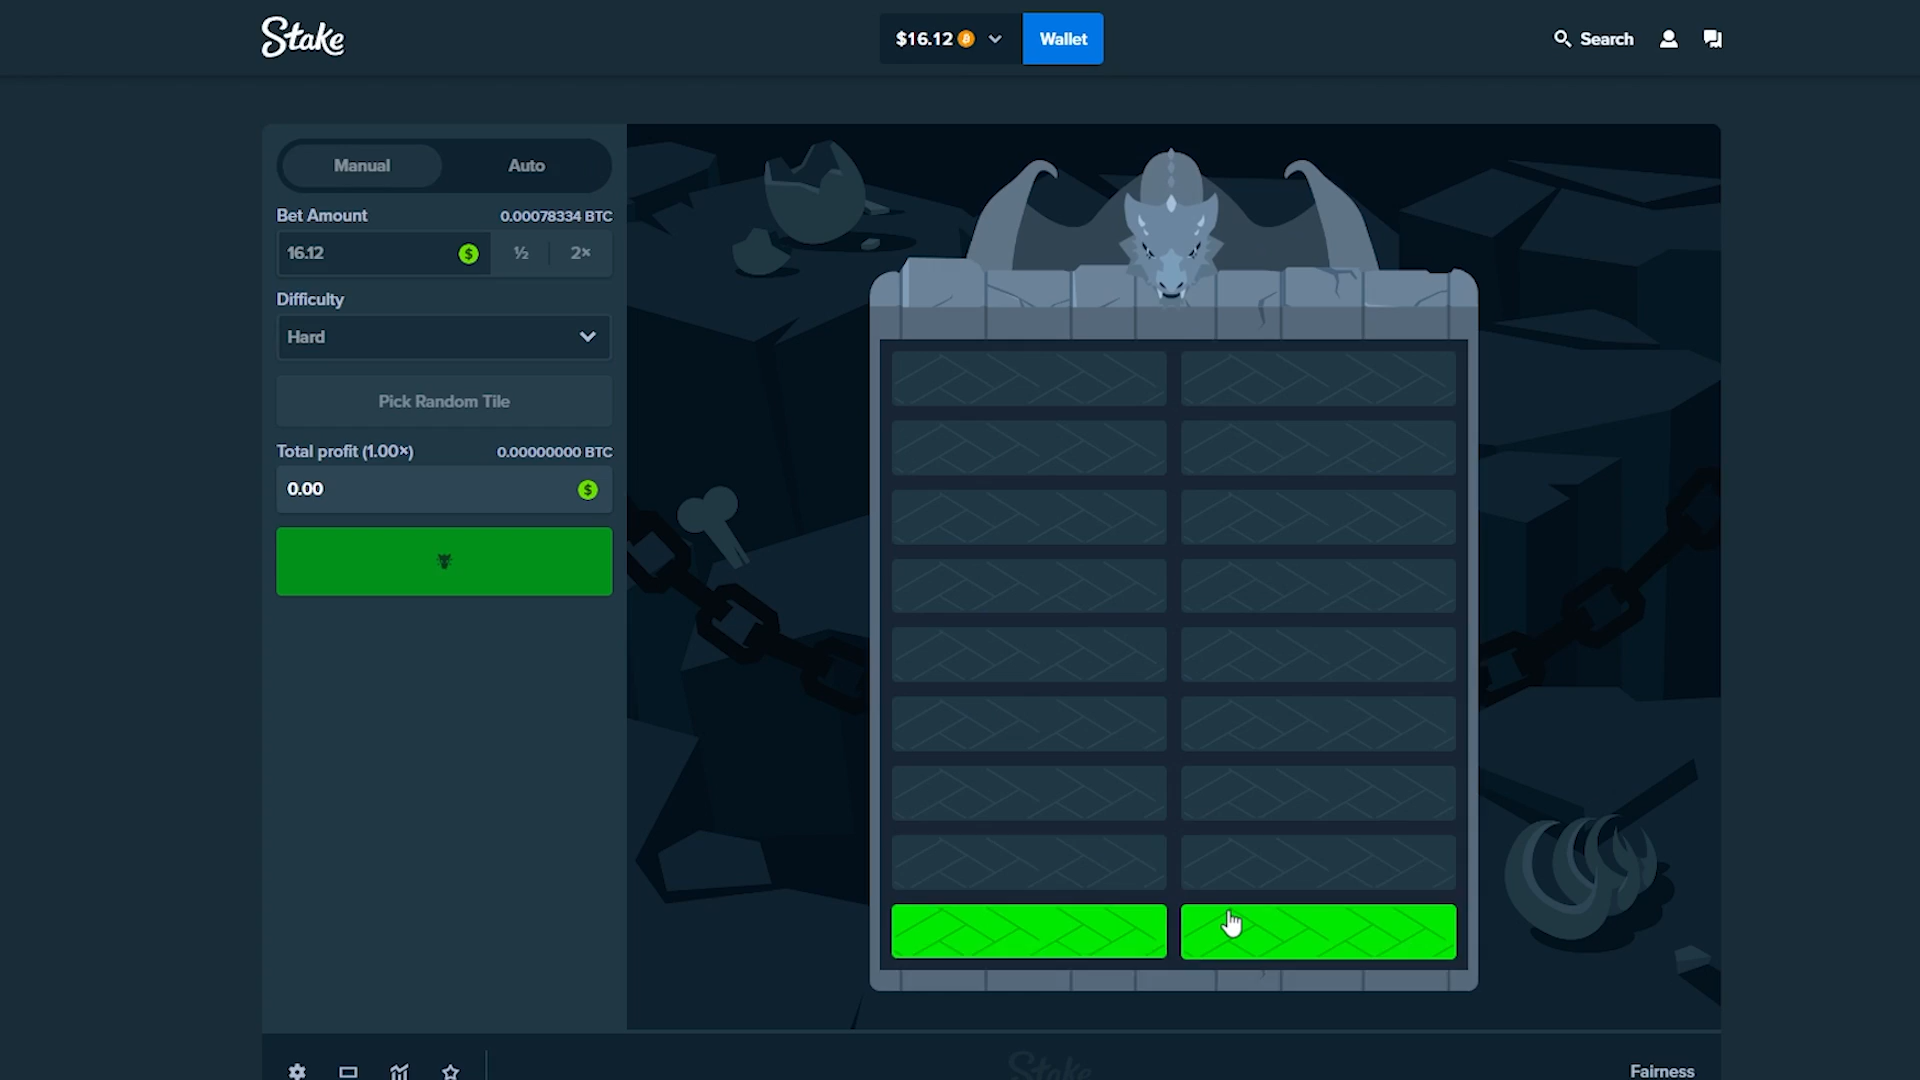 Stake
$16.12
Wallet
Search
Manual
Auto
Bet Amount
0.00078334 BTC
16.12
½
2×
Difficulty
Hard
Pick Random Tile
Total profit (1.00×)
0.00000000 BTC
0.00
Stake
Fairness